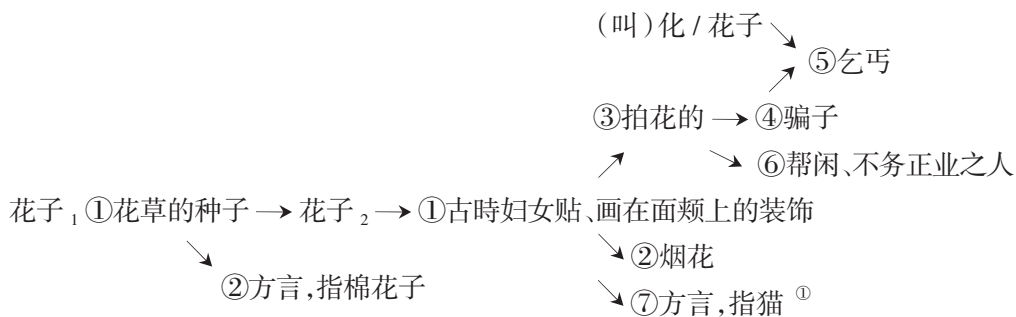 (叫)化/花子
⑤乞丐
③拍花的→④骗子
⑥帮闲、不务正业之人
花子1①花草的种子→花子2→①古時妇女贴、画在面颊上的装饰
②烟花
②方言,指棉花子
⑦方言,指猫①